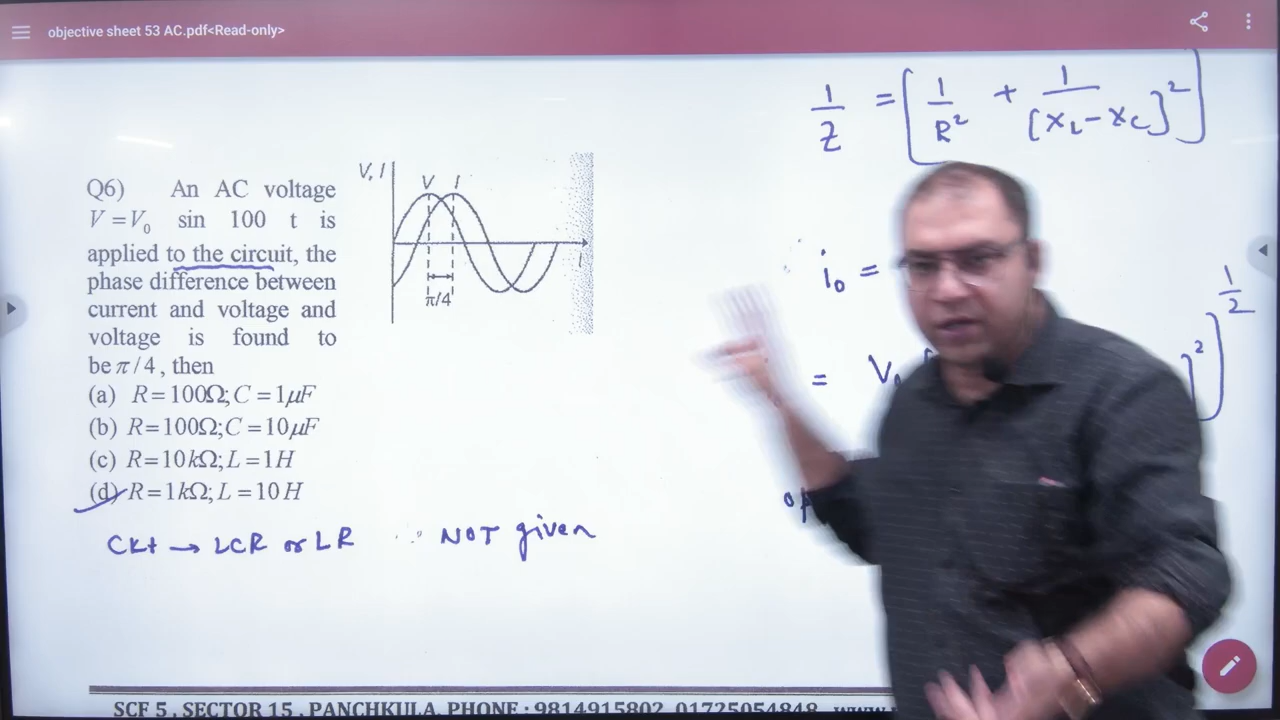 objective sheet 53 AC.pdf<Read-only>
1/Z = [1/R² + 1/[X_L - X_C]²]
Q6) An AC voltage
V = V₀ sin 100 t is
applied to the circuit, the
phase difference between
current and voltage and
voltage is found to
be π/4, then
(a) R=100Ω; C=1μF
(b) R=100Ω; C=10μF
(c) R=10kΩ; L=1H
(d) R=1kΩ; L=10H
V, I
V I
π/4
i₀ =
= V₀
]²
]^1/2
Ckt → LCR or LR ∵ NOT given
SCF 5, SECTOR 15, PANCHKULA, PHONE : 9814915802, 01725054848,